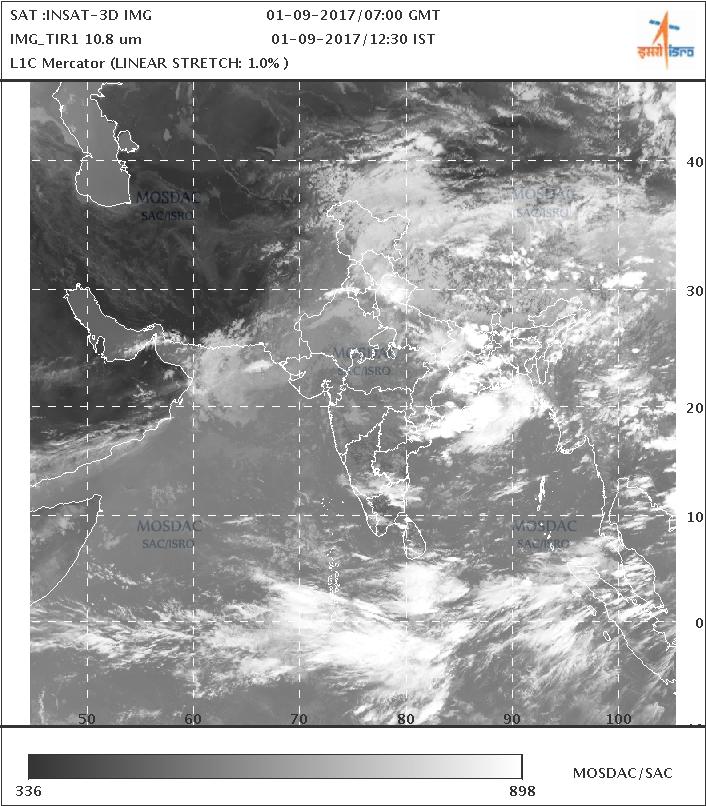 SAT :INSAT-3D IMG 01-09-2017/07:00 GMT
IMG_TIR1 10.8 um 01-09-2017/12:30 IST
L1C Mercator (LINEAR STRETCH: 1.0% )
इसरो isro
40
MOSDAC MOSDAC
SAC/ISRO SAC/ISRO
30
MOSDAC
SAC/ISRO
20
10
MOSDAC MOSDAC
SAC/ISRO SAC/ISRO
0
50 60 70 80 90 100
MOSDAC/SAC
336 898